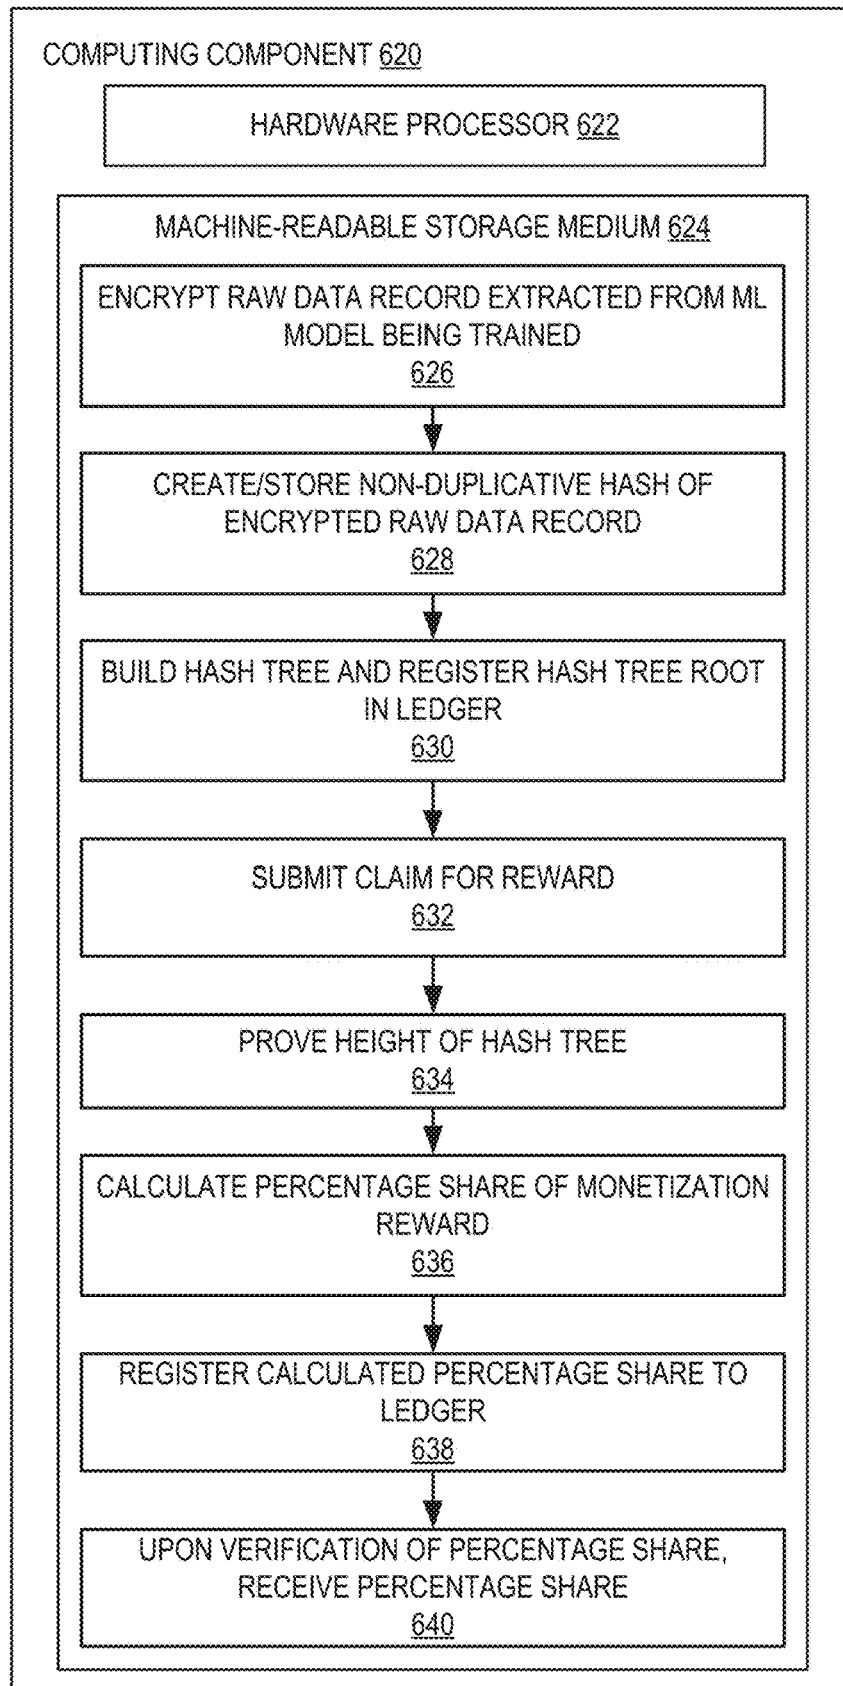 COMPUTING COMPONENT 620
HARDWARE PROCESSOR 622
MACHINE-READABLE STORAGE MEDIUM 624
ENCRYPT RAW DATA RECORD EXTRACTED FROM ML
MODEL BEING TRAINED
626
CREATE/STORE NON-DUPLICATIVE HASH OF
ENCRYPTED RAW DATA RECORD
628
BUILD HASH TREE AND REGISTER HASH TREE ROOT
IN LEDGER
630
SUBMIT CLAIM FOR REWARD
632
PROVE HEIGHT OF HASH TREE
634
CALCULATE PERCENTAGE SHARE OF MONETIZATION
REWARD
636
REGISTER CALCULATED PERCENTAGE SHARE TO
LEDGER
638
UPON VERIFICATION OF PERCENTAGE SHARE,
RECEIVE PERCENTAGE SHARE
640